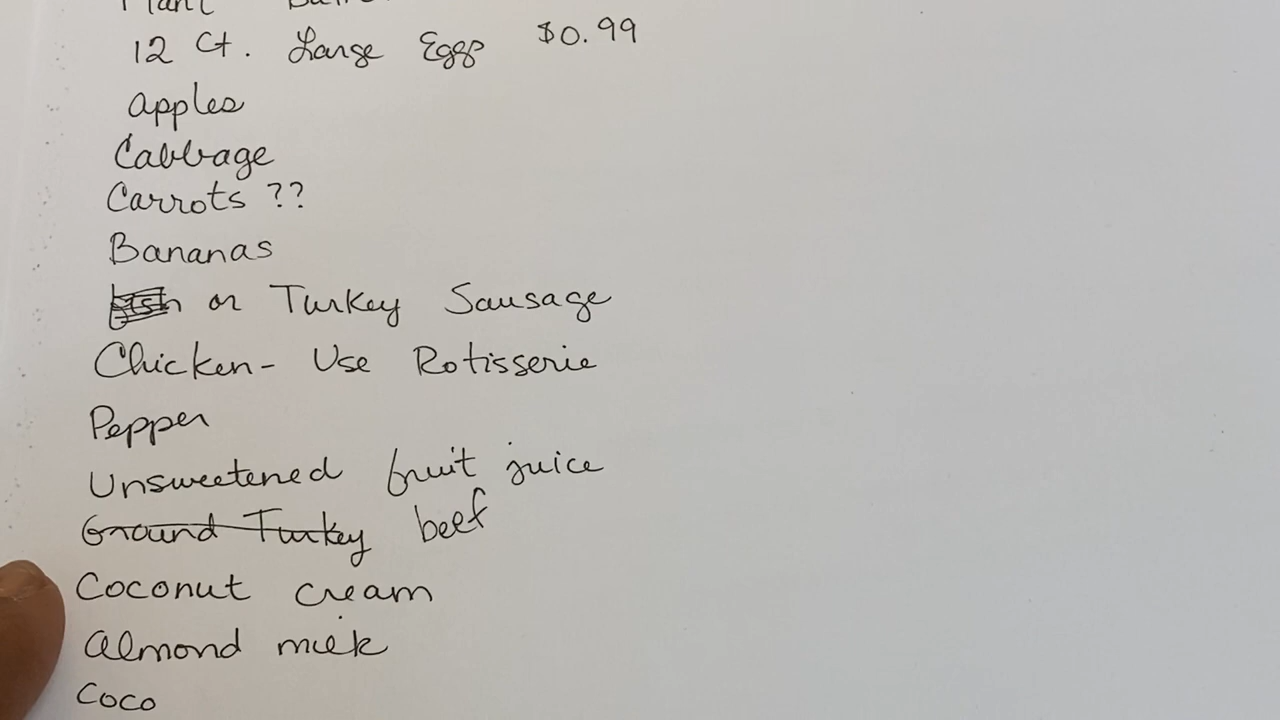 12 Ct. Large Eggs $0.99
apples
Cabbage
Carrots ??
Bananas
or Turkey Sausage
Chicken- Use Rotisserie
Pepper
Unsweetened fruit juice
Ground Turkey beef
Coconut cream
almond milk
Coco